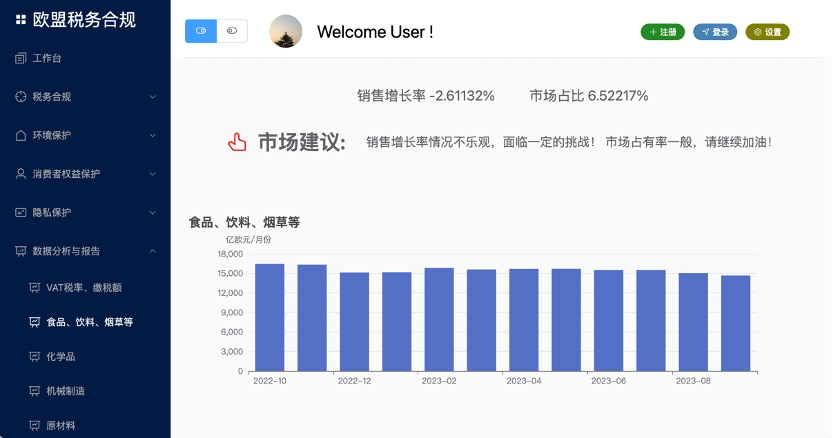 欧盟税务合规
工作台
税务合规
环境保护
消费者权益保护
隐私保护
数据分析与报告
VAT税率、缴税额
食品、饮料、烟草等
化学品
机械制造
原材料
Welcome User !
注册
登录
设置
销售增长率 -2.61132% 市场占比 6.52217%
市场建议: 销售增长率情况不乐观，面临一定的挑战！ 市场占有率一般，请继续加油！
食品、饮料、烟草等
亿欧元/月份
18,000
15,000
12,000
9,000
6,000
3,000
0
2022-10 2022-12 2023-02 2023-04 2023-06 2023-08